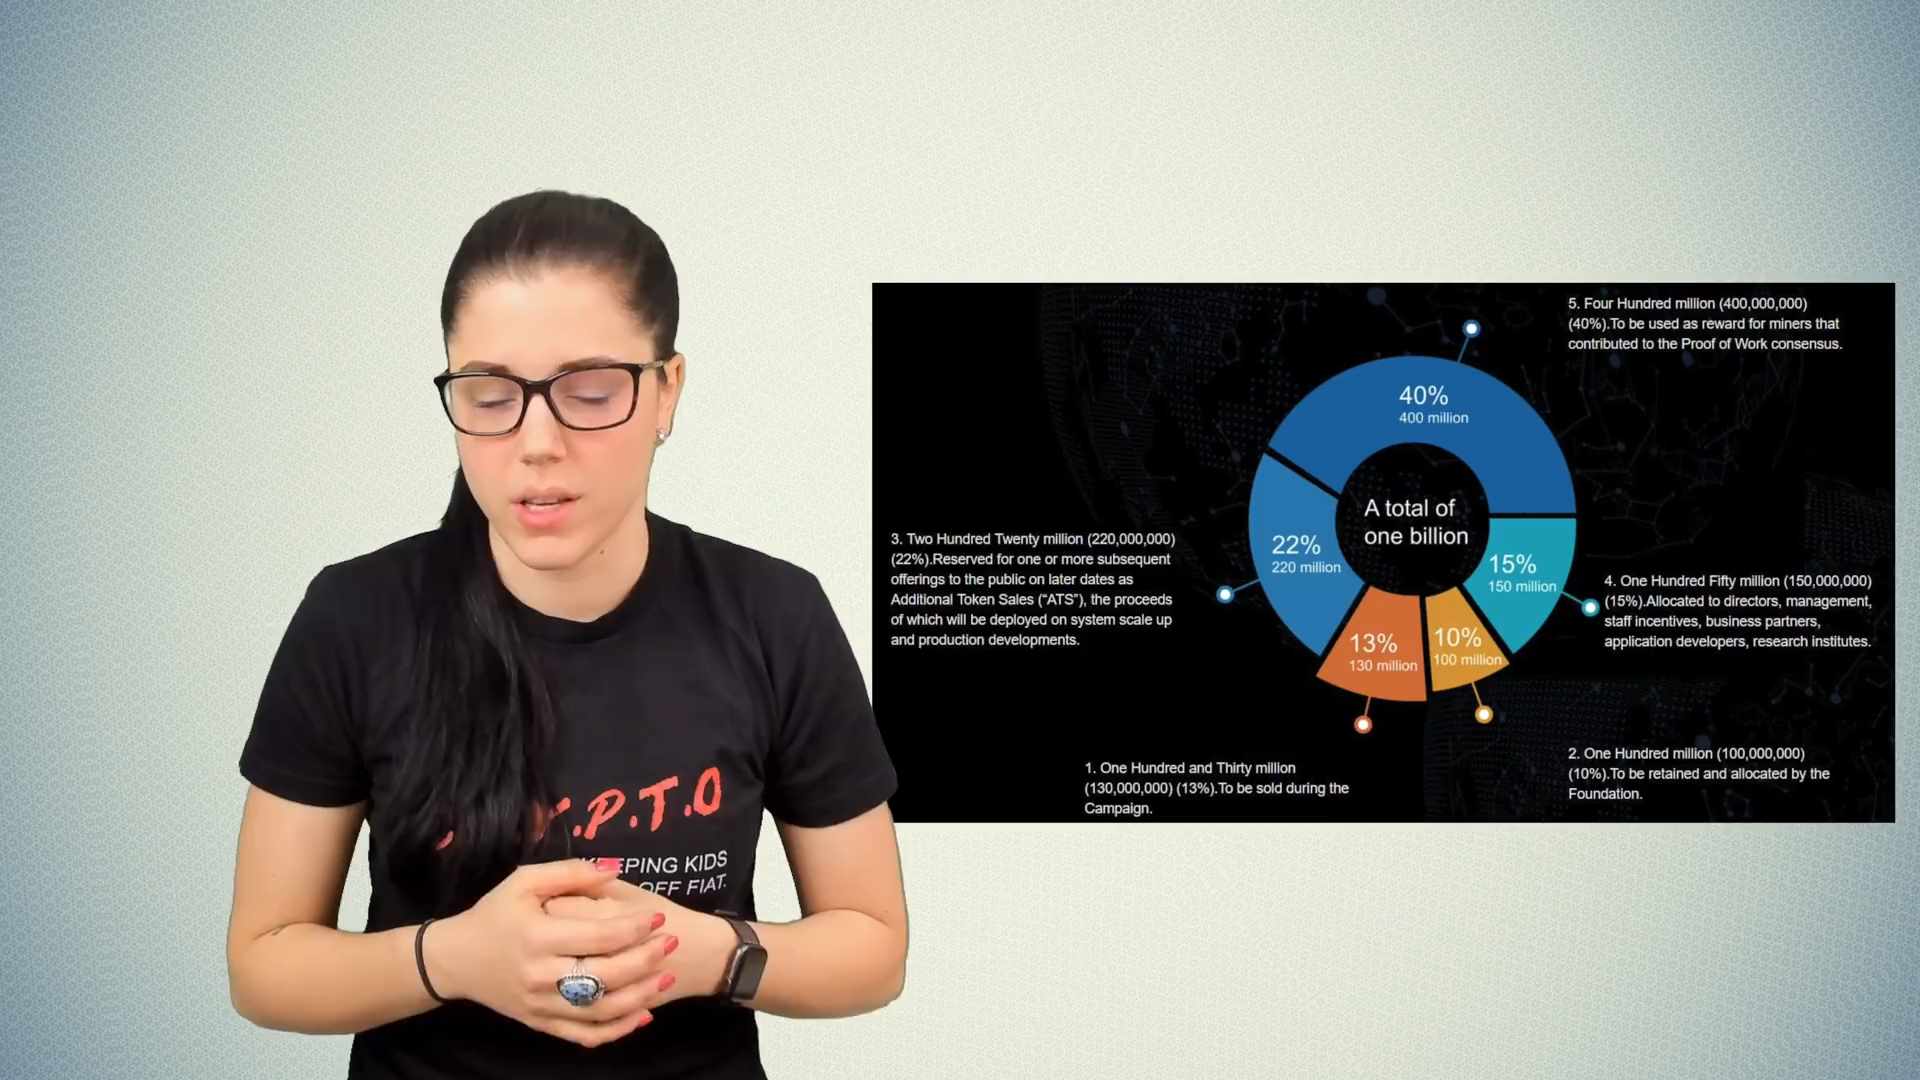 5. Four Hundred million (400,000,000)
(40%).To be used as reward for miners that
contributed to the Proof of Work consensus.
40%
400 million
A total of
one billion
3. Two Hundred Twenty million (220,000,000)
(22%).Reserved for one or more subsequent
offerings to the public on later dates as
Additional Token Sales (“ATS”), the proceeds
of which will be deployed on system scale up
and production developments.
22%
220 million
15%
150 million
4. One Hundred Fifty million (150,000,000)
(15%).Allocated to directors, management,
staff incentives, business partners,
application developers, research institutes.
13%
130 million
10%
100 million
1. One Hundred and Thirty million
(130,000,000) (13%).To be sold during the
Campaign.
2. One Hundred million (100,000,000)
(10%).To be retained and allocated by the
Foundation.
.P.T.O
KEEPING KIDS
OFF FIAT.